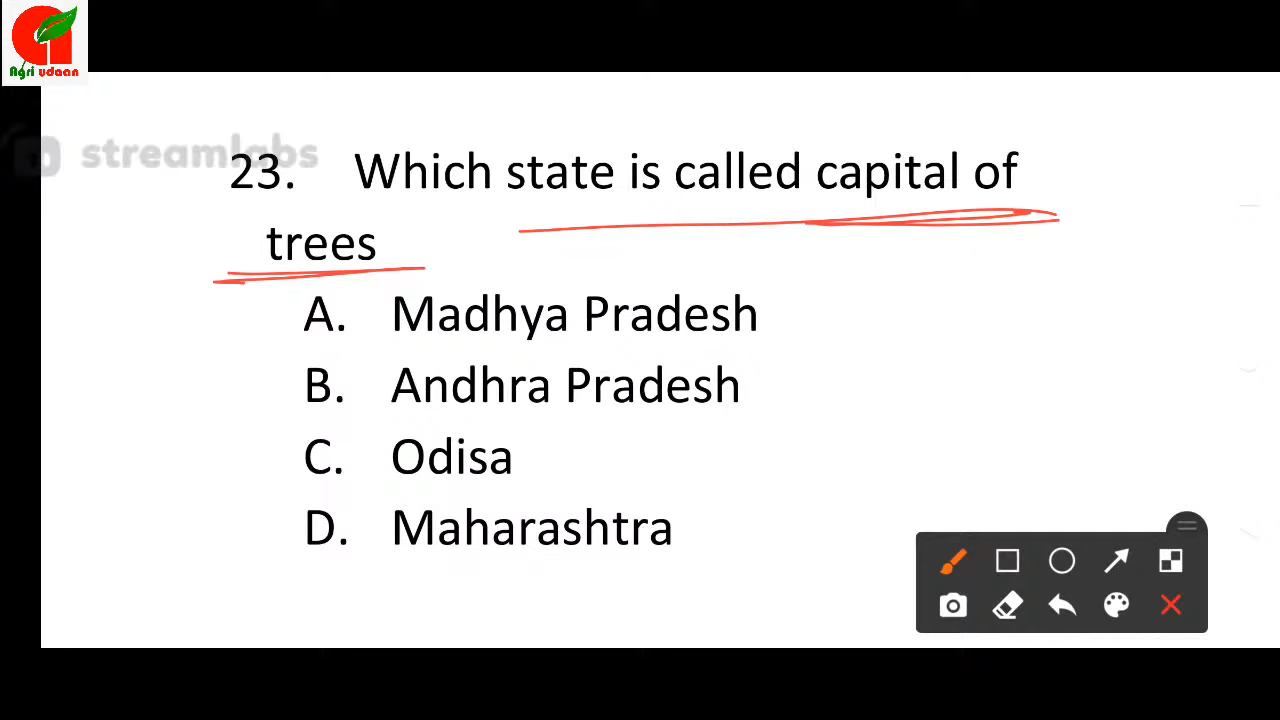 Agri udaan
streamlabs
23. Which state is called capital of
trees
A. Madhya Pradesh
B. Andhra Pradesh
C. Odisa
D. Maharashtra